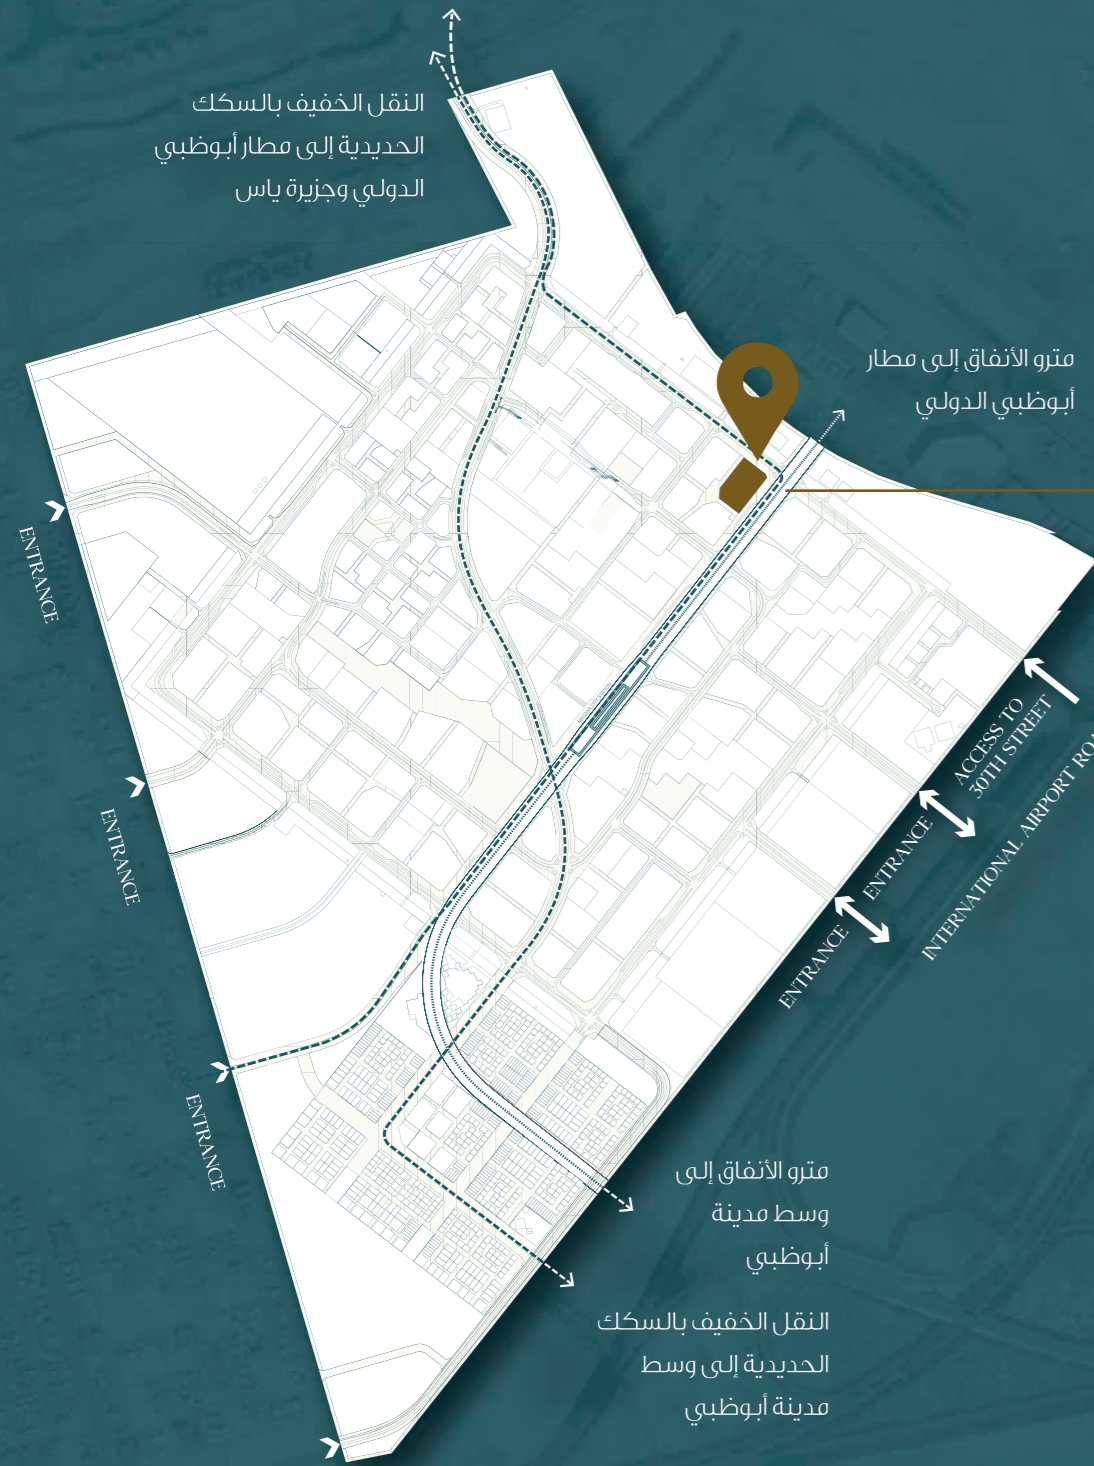 النقل الخفيف بالسكك
الحديدية إلى مطار أبوظبي
الدولي وجزيرة ياس
مترو الأنفاق إلى مطار
أبوظبي الدولي
ENTRANCE
ACCESS TO
30TH STREET
ENTRANCE
ENTRANCE
INTERNATIONAL AIRPORT
ENTRANCE
ENTRANCE
مترو الأنفاق إلى
وسط مدينة
أبوظبي
النقل الخفيف بالسكك
الحديدية إلى وسط
مدينة أبوظبي